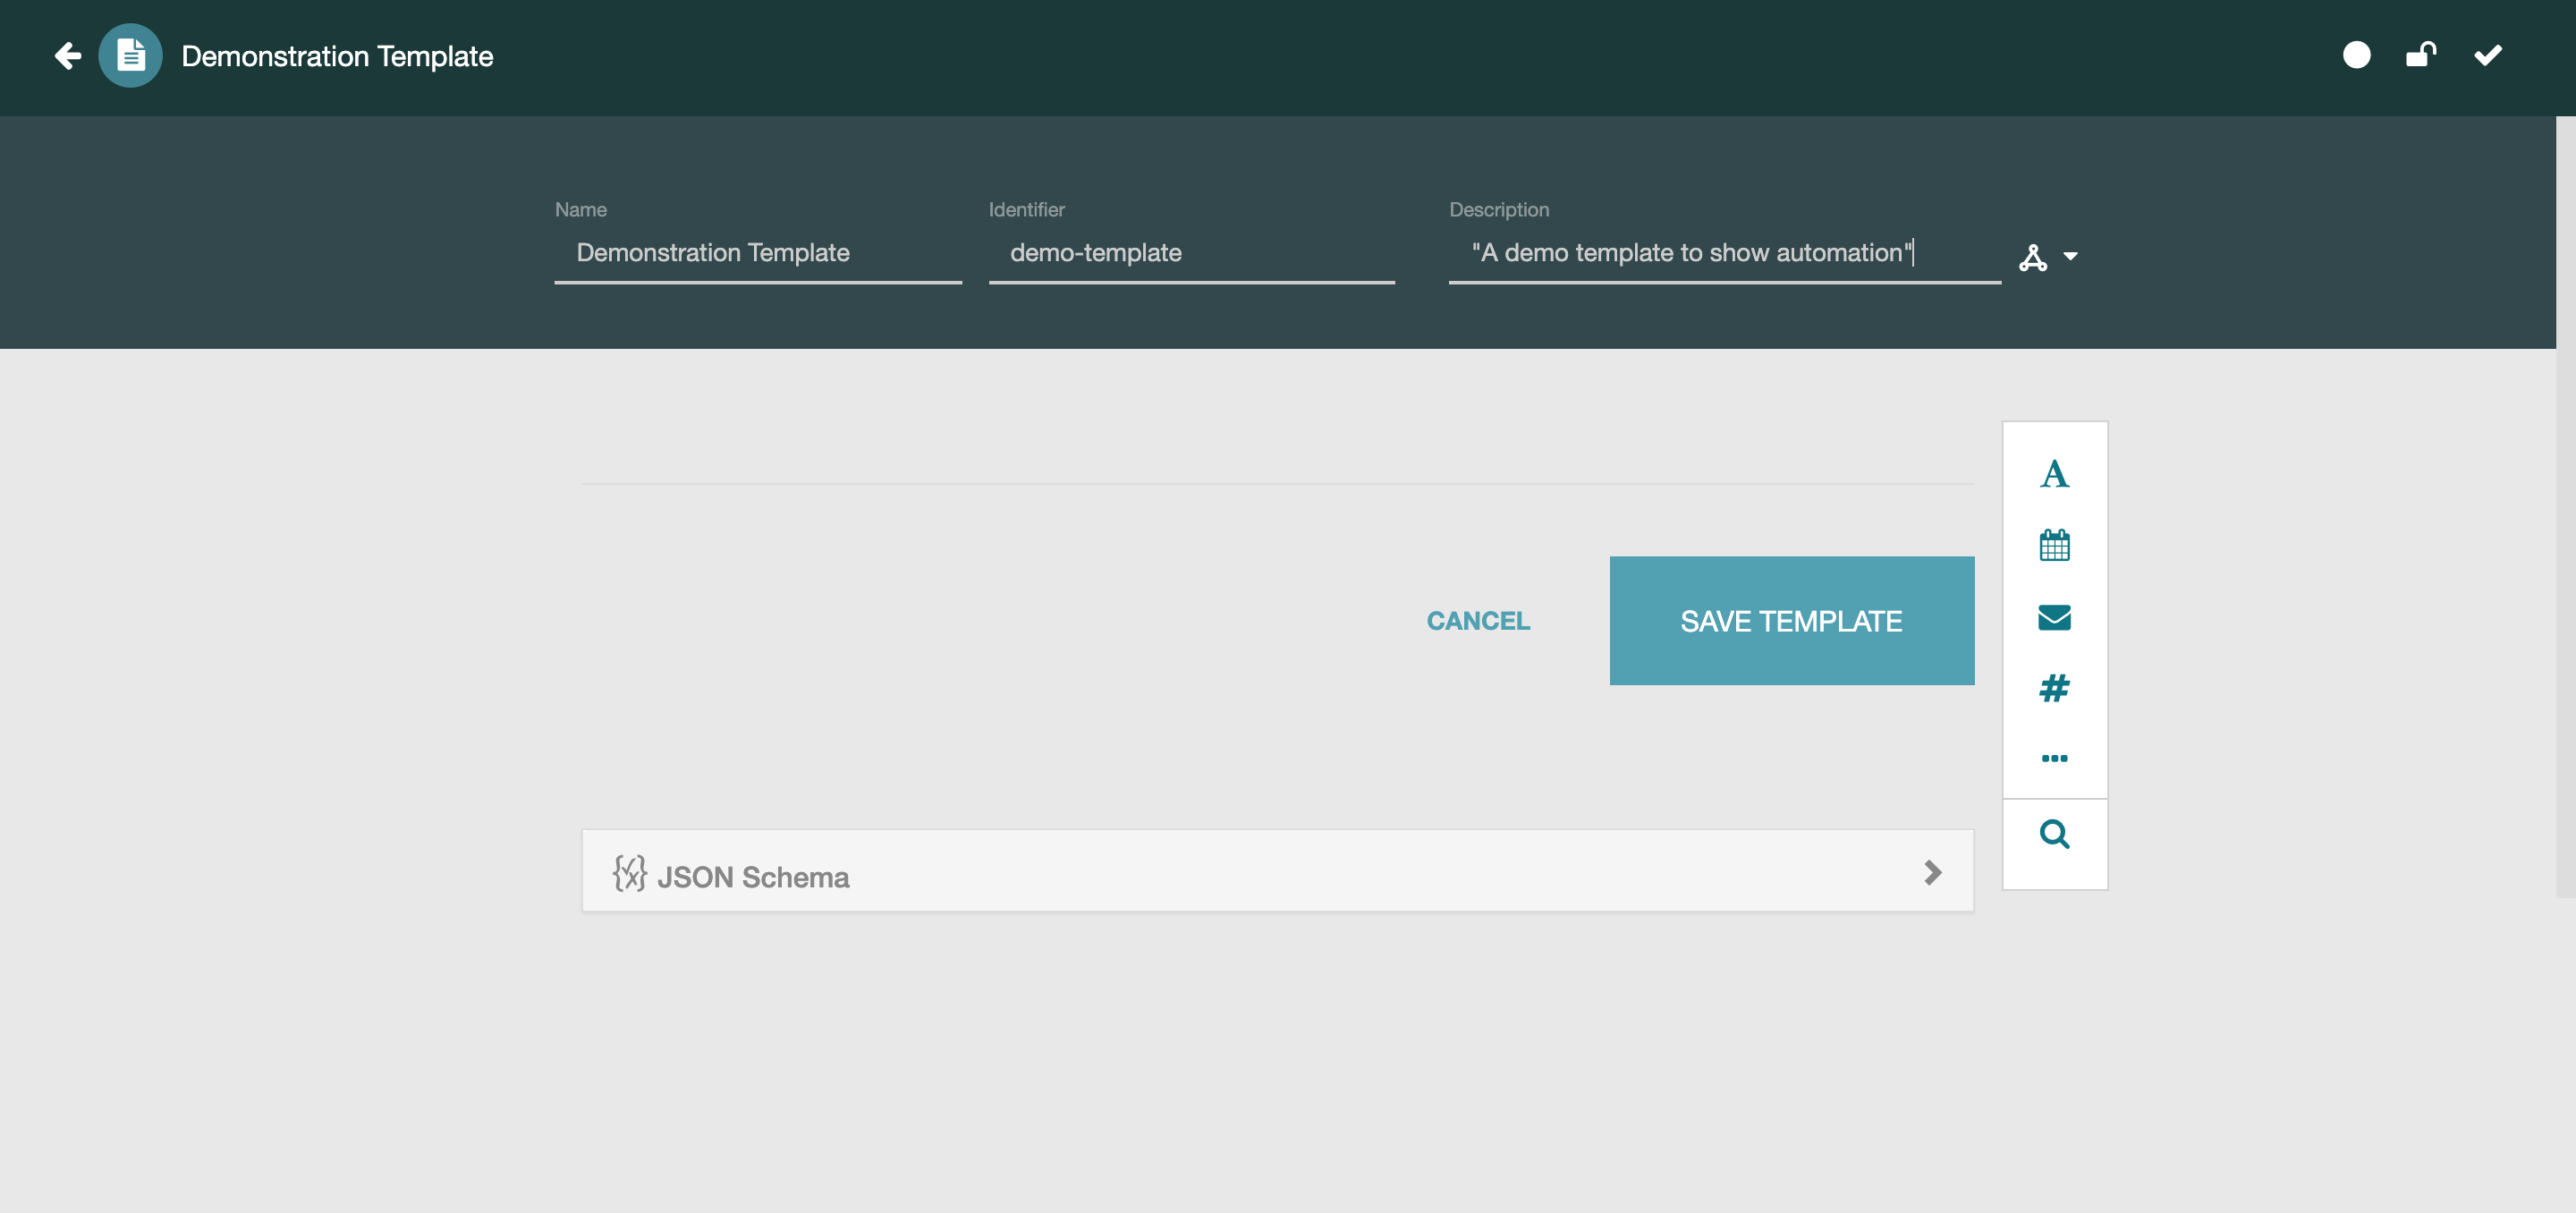 Demonstration Template
Name
Identifier
Description
Demonstration Template
demo-template
"A demo template to show automation"
CANCEL
SAVE TEMPLATE
JSON Schema